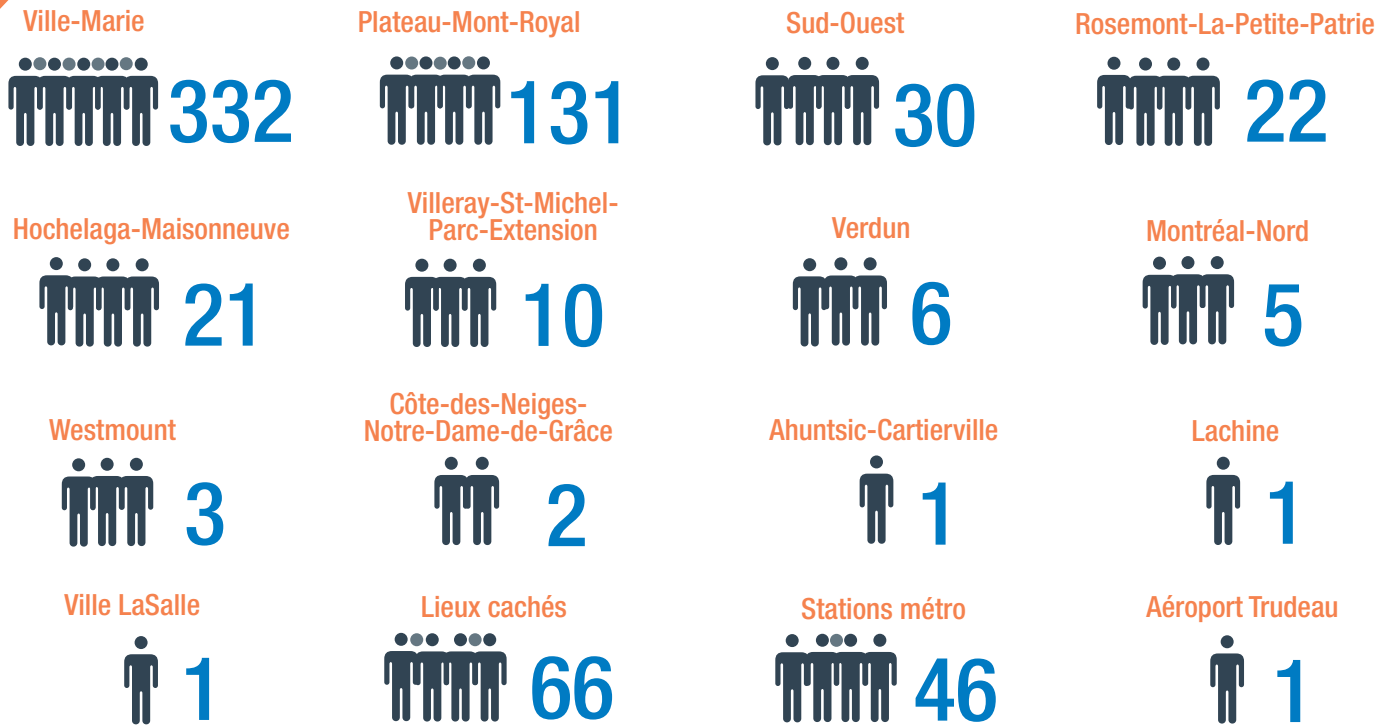 Ville-Marie
332
Plateau-Mont-Royal
131
Sud-Ouest
30
Rosemont-La-Petite-Patrie
22
Hochelaga-Maisonneuve
21
Villeray-St-Michel-
Parc-Extension
10
Verdun
6
Montréal-Nord
5
Westmount
3
Côte-des-Neiges-
Notre-Dame-de-Grâce
2
Ahuntsic-Cartierville
1
Lachine
1
Ville LaSalle
1
Lieux cachés
66
Stations métro
46
Aéroport Trudeau
1